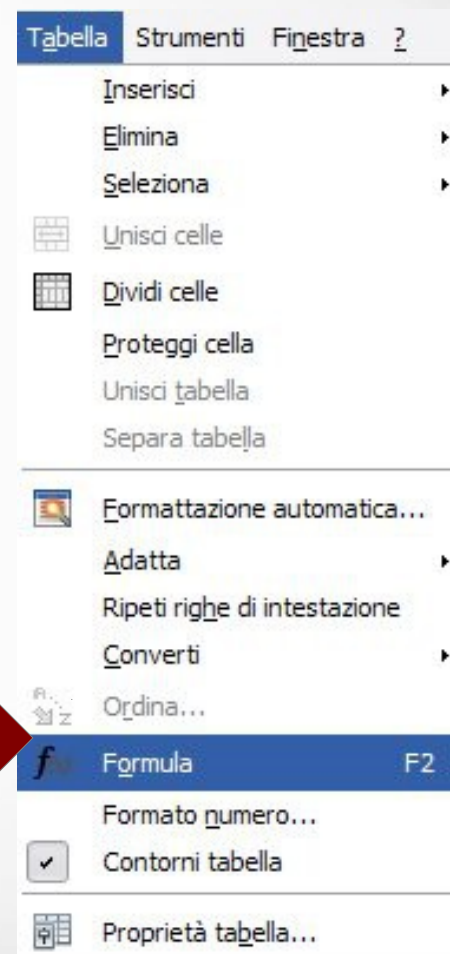 Tabella Strumenti Finestra ?
Inserisci
Elimina
Seleziona
Unisci celle
Dividi celle
Proteggi cella
Unisci tabella
Separa tabella
Formattazione automatica...
Adatta
Ripeti righe di intestazione
Converti
Ordina...
Formula F2
Formato numero...
Contorni tabella
Proprietà tabella...